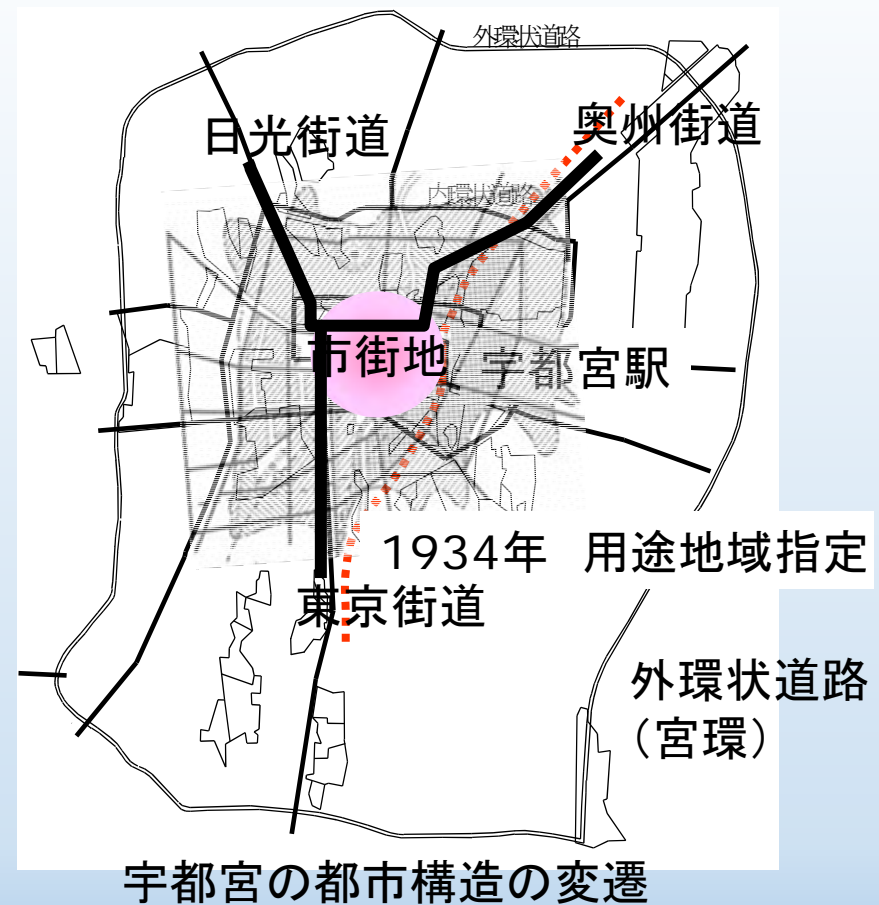 外環状道路
日光街道
奥州街道
内環状道路
市街地
宇都宮駅
1934年 用途地域指定
東京街道
外環状道路
(宮環)
宇都宮の都市構造の変遷